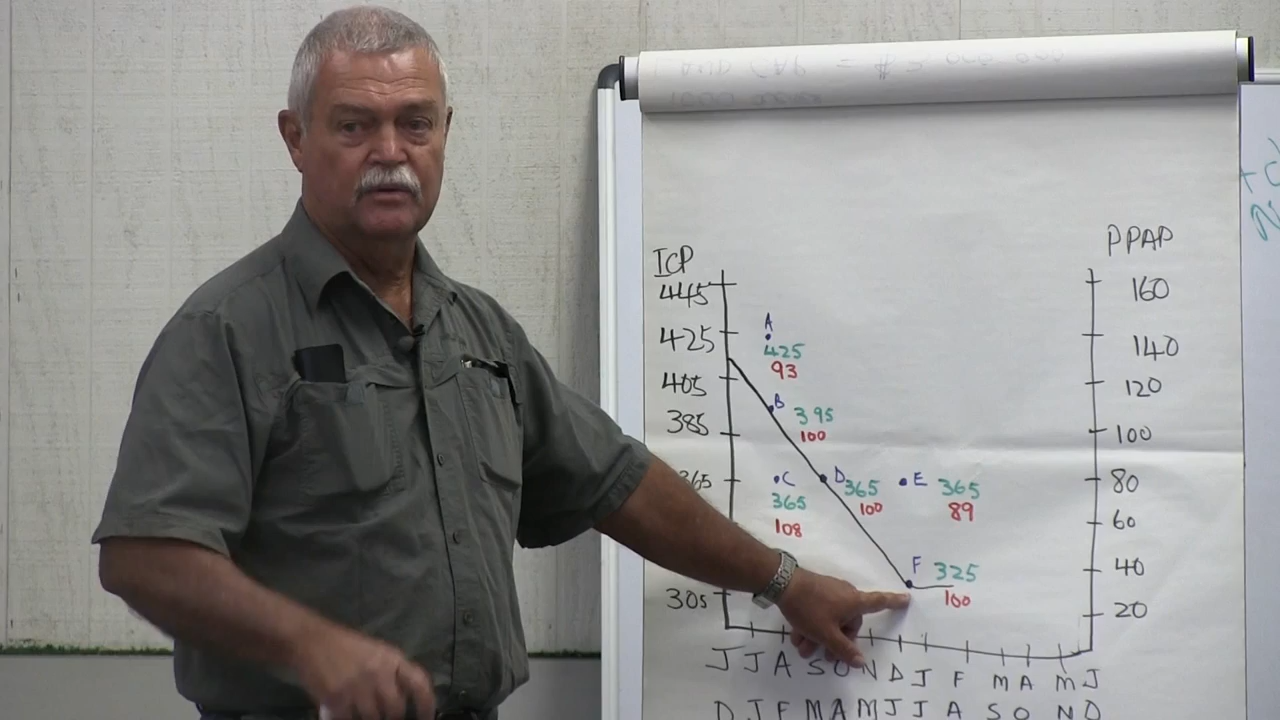 ICP
PPAP
445
160
A
425
425
140
93
405
120
B 395
385
100
100
C
D 365
E 365
80
365
100
89
108
60
F 325
40
305
100
20
J J A S O N D J F M A M J
D J F M A M J J A S O N D